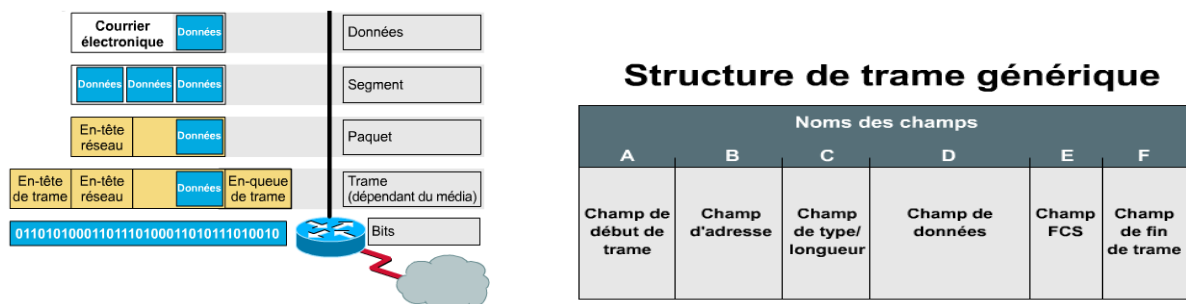 Courrier
électronique
Données
Données
Données Données Données
Segment
En-tête
réseau
Données
Paquet
En-tête
de trame
En-tête
réseau
Données
En-queue
de trame
Trame
(dépendant du média)
0110101000110111010001101011101 0010
Bits
Structure de trame générique
Noms des champs
A B C D E F
Champ de
début de
trame
Champ
d'adresse
Champ
de type/
longueur
Champ de
données
Champ
FCS
Champ
de fin
de trame